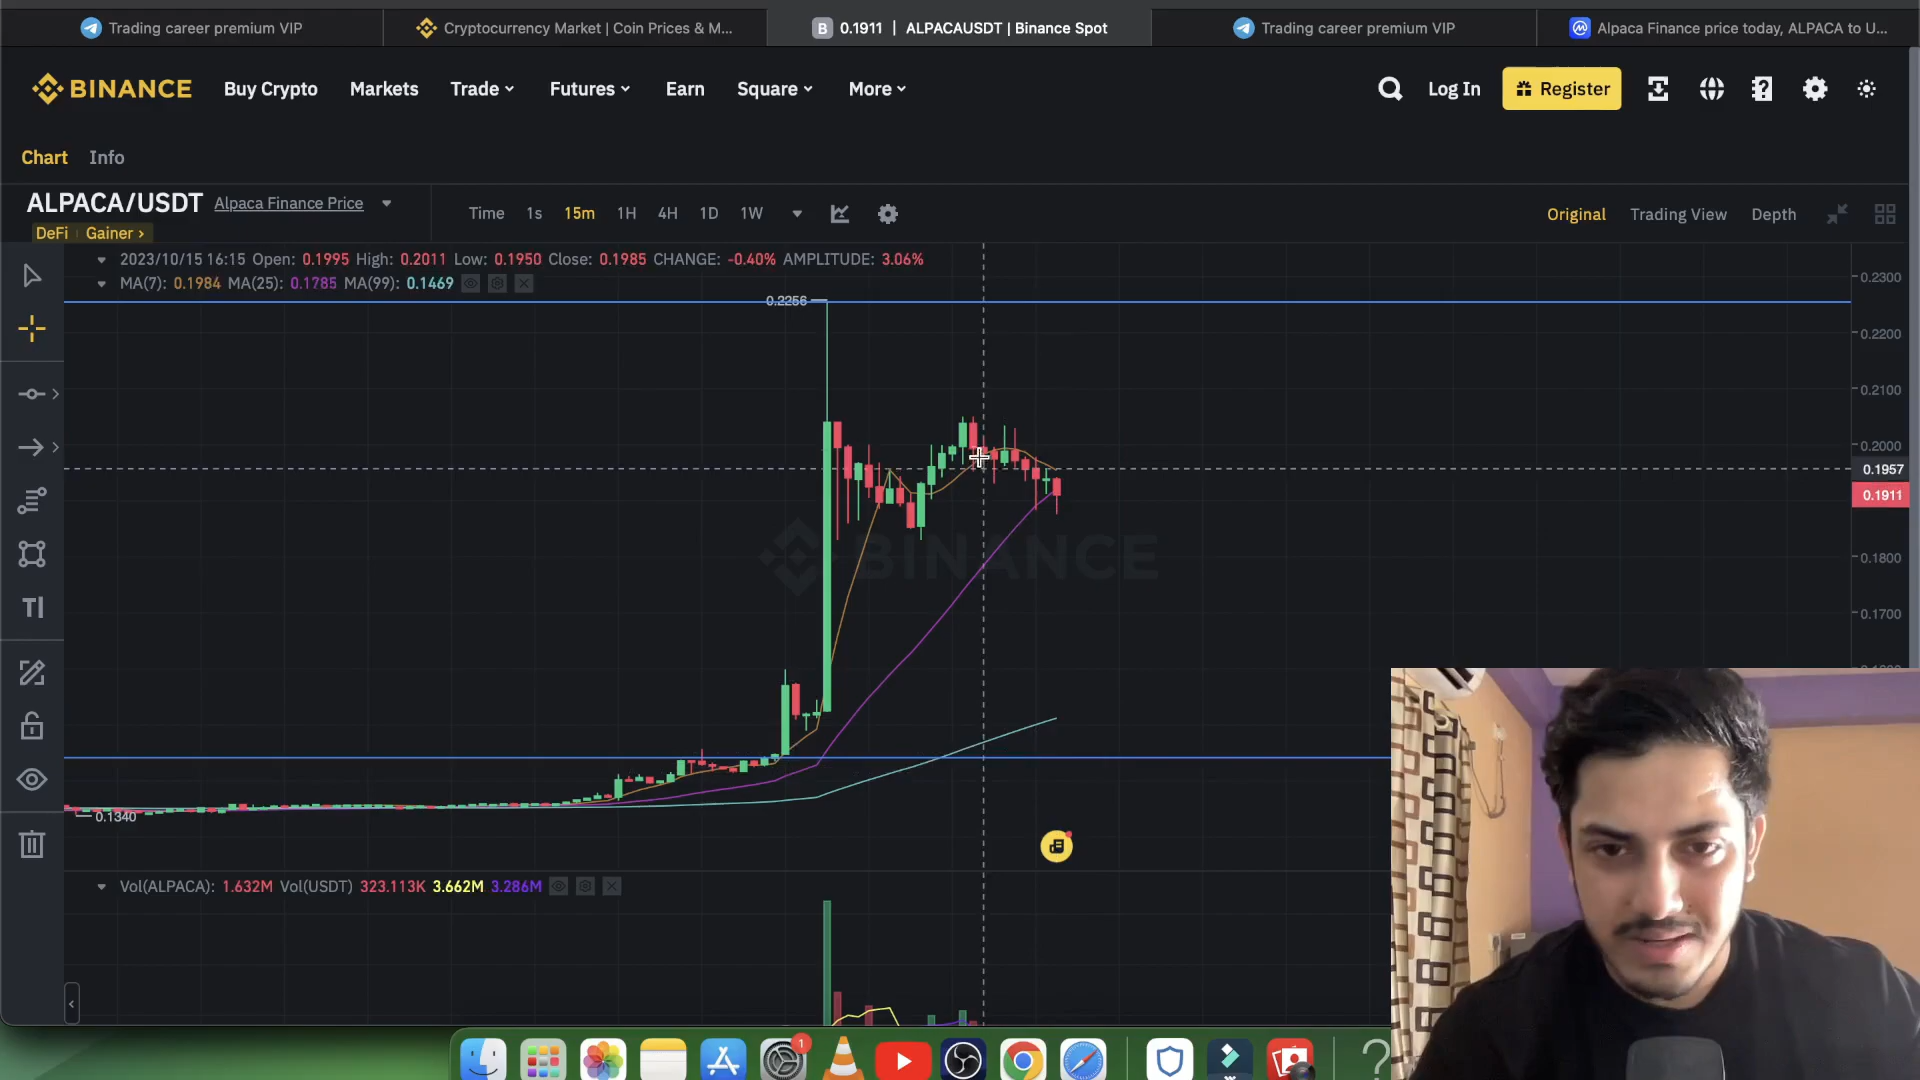 Trading career premium VIP
Cryptocurrency Market | Coin Prices & M...
B 0.1911 | ALPACAUSDT | Binance Spot
Trading career premium VIP
Alpaca Finance price today, ALPACA to U...
BINANCE Buy Crypto Markets Trade Futures Earn Square More Log In Register
Chart Info
ALPACA/USDT Alpaca Finance Price
DeFi Gainer >
Time 1s 15m 1H 4H 1D 1W
Original Trading View Depth
2023/10/15 16:15 Open: 0.1995 High: 0.2011 Low: 0.1950 Close: 0.1985 CHANGE: -0.40% AMPLITUDE: 3.06%
MA(7): 0.1984 MA(25): 0.1785 MA(99): 0.1469
0.2300
0.2256
0.2200
0.2100
0.2000
0.1957
0.1911
BINANCE
0.1800
0.1700
0.1340
Vol(ALPACA): 1.632M Vol(USDT) 323.113K 3.662M 3.286M
1